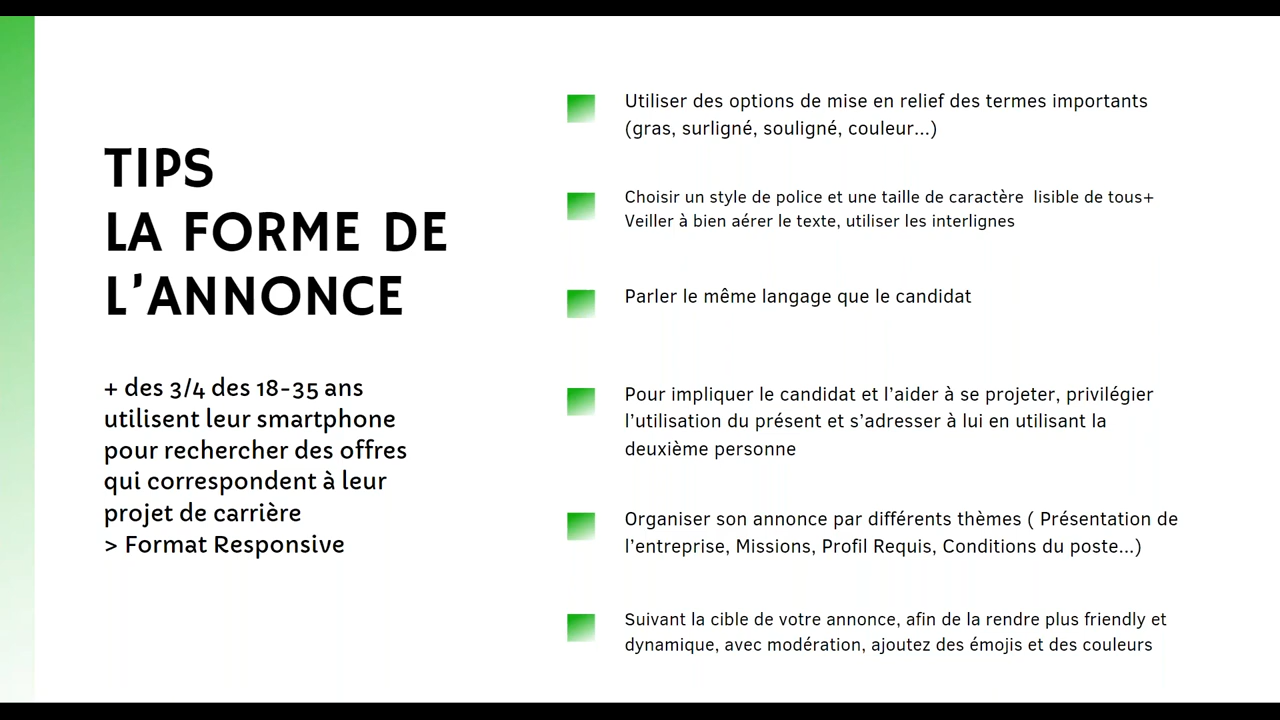 TIPS
LA FORME DE
L'ANNONCE
+ des 3/4 des 18-35 ans
utilisent leur smartphone
pour rechercher des offres
qui correspondent à leur
projet de carrière
> Format Responsive
Utiliser des options de mise en relief des termes importants
(gras, surligné, souligné, couleur...)
Choisir un style de police et une taille de caractère  lisible de tous+
Veiller à bien aérer le texte, utiliser les interlignes
Parler le même langage que le candidat
Pour impliquer le candidat et l'aider à se projeter, privilégier
l'utilisation du présent et s'adresser à lui en utilisant la
deuxième personne
Organiser son annonce par différents thèmes ( Présentation de
l'entreprise, Missions, Profil Requis, Conditions du poste...)
Suivant la cible de votre annonce, afin de la rendre plus friendly et
dynamique, avec modération, ajoutez des émojis et des couleurs